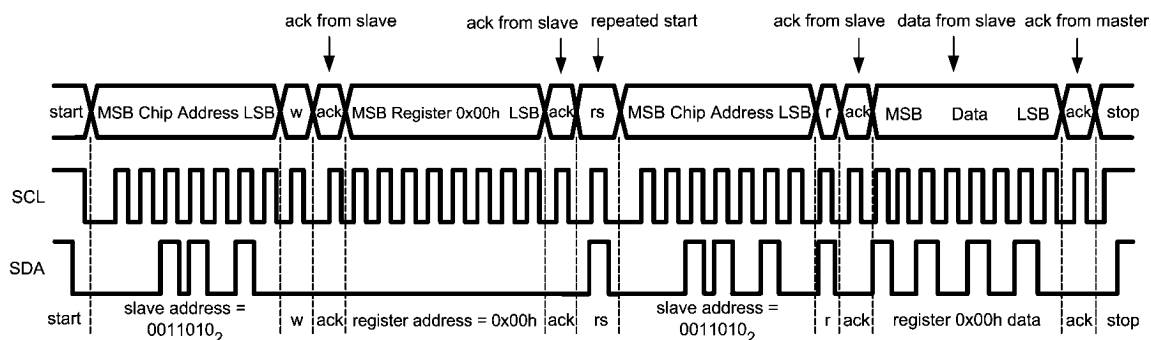 ack from slave ack from slave repeated start ack from slave data from slave ack from master
start MSB Chip Address LSB w ack MSB Register 0x00h LSB ack rs MSB Chip Address LSB r ack MSB Data LSB ack stop
SCL
SDA
slave address = slave address =
start 00110102 w ack register address = 0x00h ack rs 00110102 r ack register 0x00h data ack stop